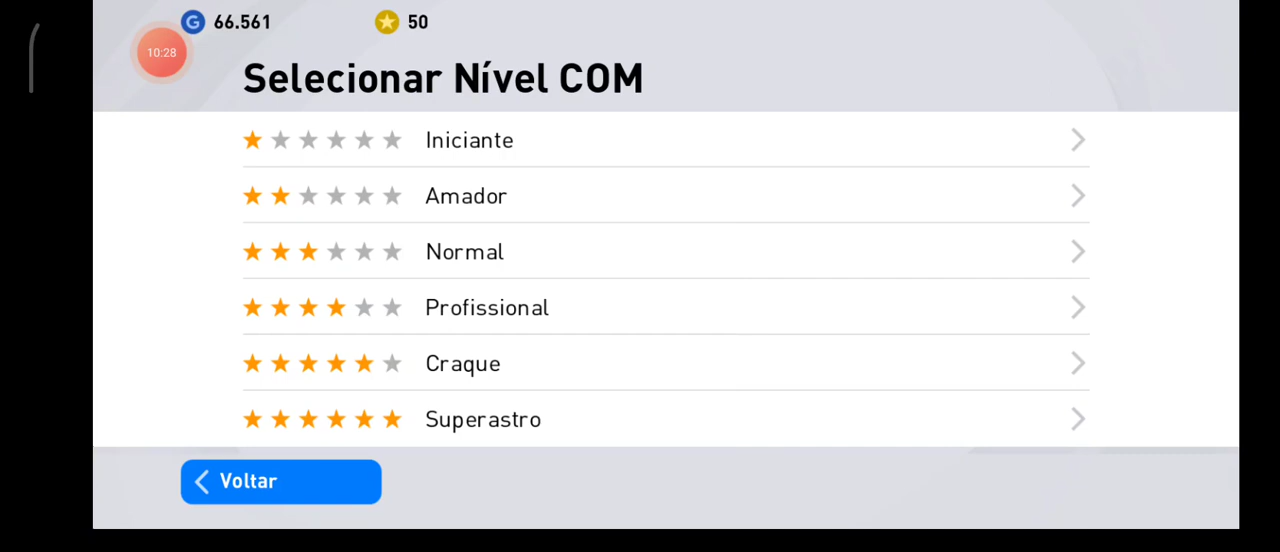 G 66.561 50
10:28
Selecionar Nível COM
Iniciante
Amador
Normal
Profissional
Craque
Superastro
Voltar